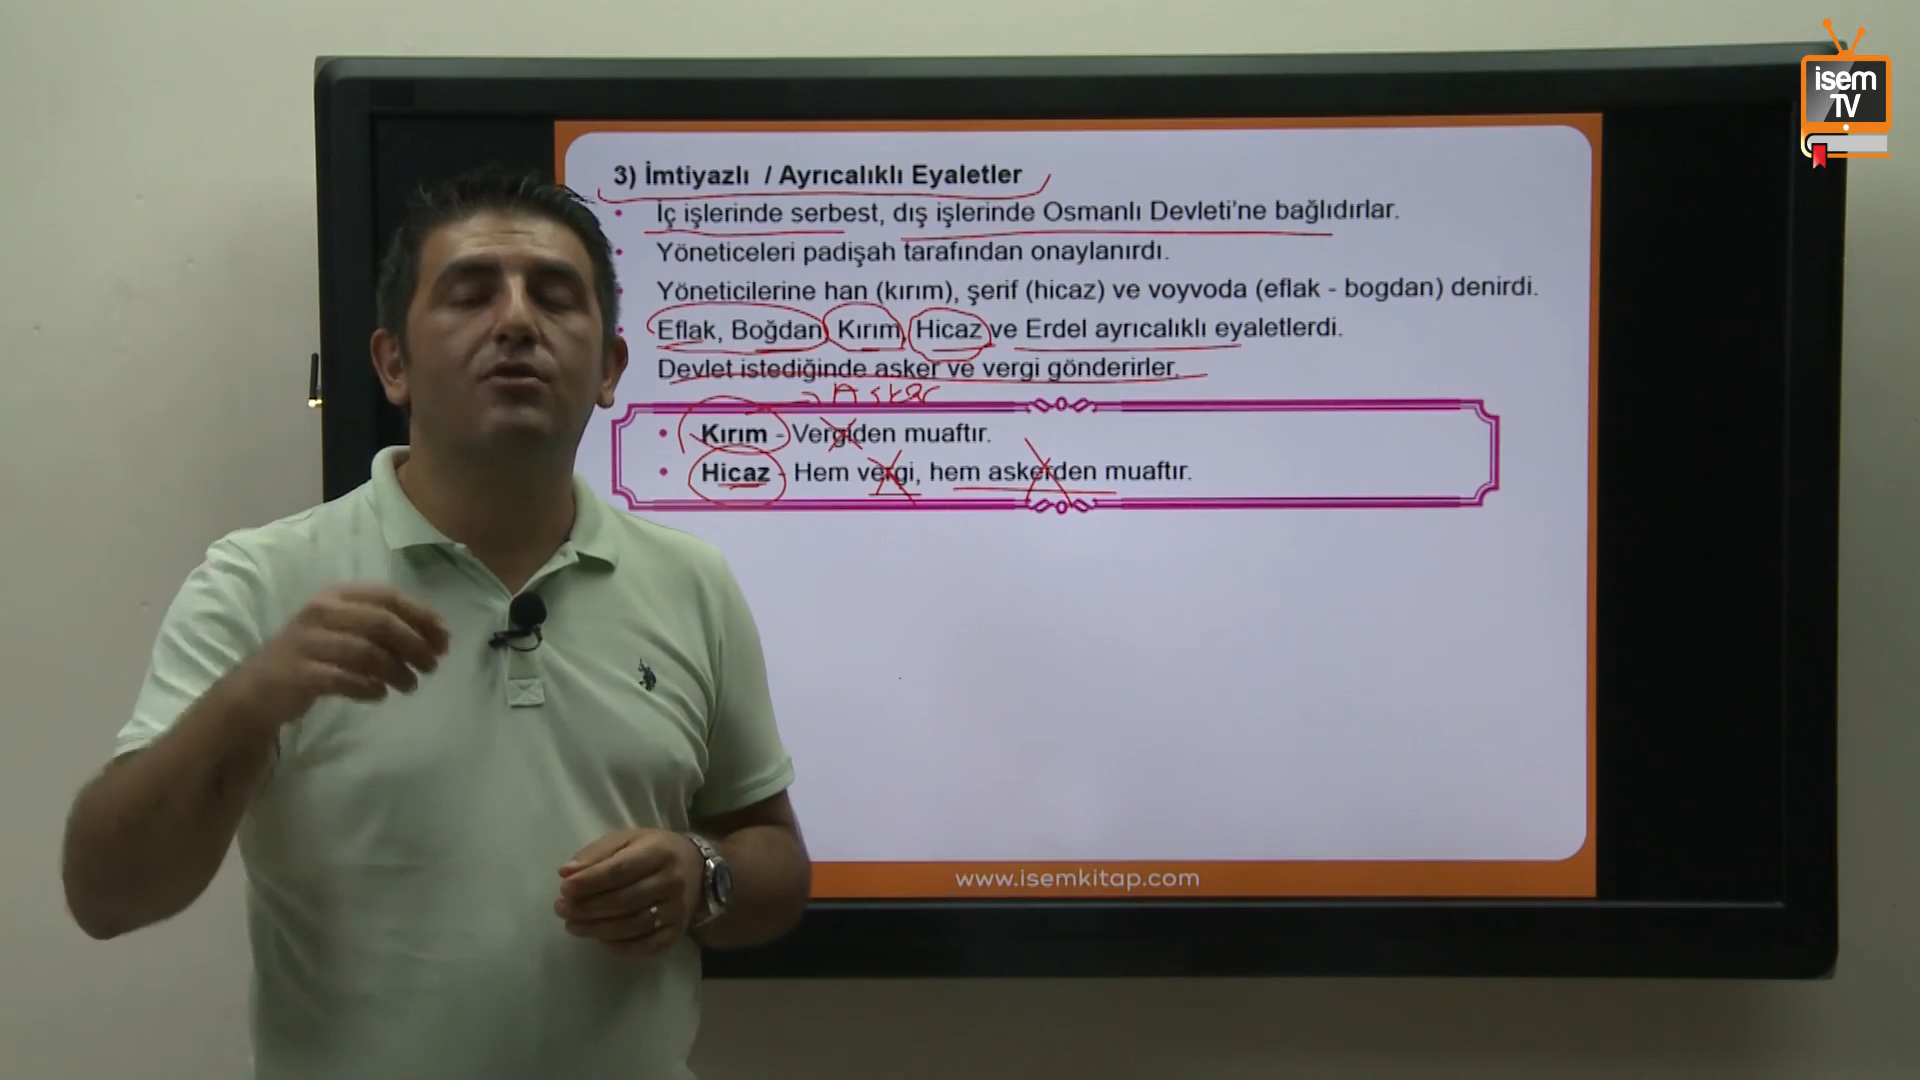 isem
TV
3) İmtiyazlı / Ayrıcalıklı Eyaletler
• İç işlerinde serbest, dış işlerinde Osmanlı Devleti'ne bağlıdırlar.
• Yöneticeleri padişah tarafından onaylanırdı.
• Yöneticilerine han (kırım), şerif (hicaz) ve voyvoda (eflak - bogdan) denirdi.
• Eflak, Boğdan, Kırım, Hicaz ve Erdel ayrıcalıklı eyaletlerdi.
Devlet istediğinde asker ve vergi gönderirler.
Asker
• Kırım - Vergiden muaftır.
• Hicaz - Hem vergi, hem askerden muaftır.
www.isemkitap.com